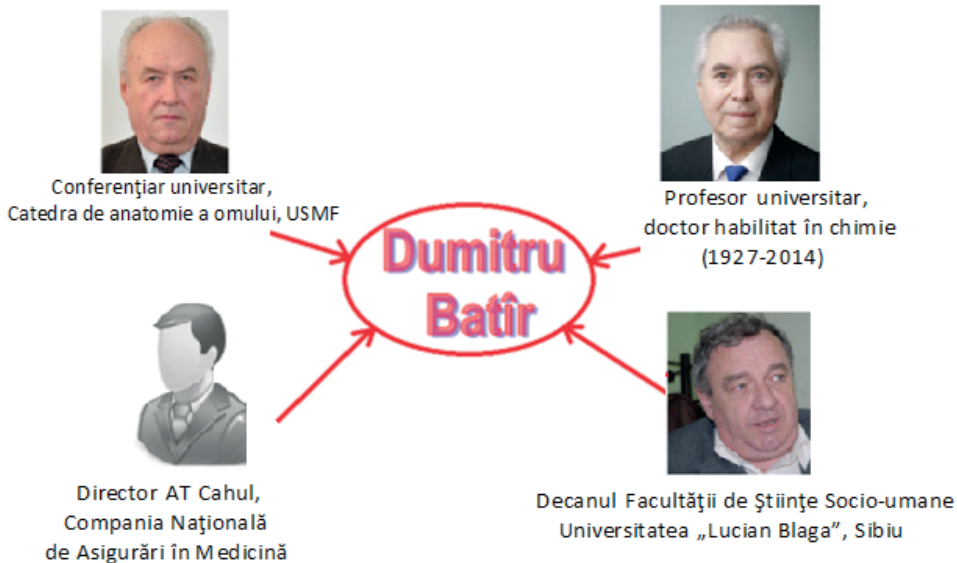 Conferenţiar universitar,
Catedra de anatomie a omului, USMF
Profesor universitar,
doctor habilitat în chimie
(1927-2014)
Dumitru
Batîr
Director AT Cahul,
Compania Naţională
de Asigurări în Medicină
Decanul Facultăţii de Ştiinţe Socio-umane
Universitatea „Lucian Blaga”, Sibiu